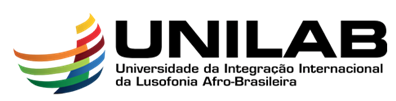 UNILAB
Universidade da Integração Internacional
da Lusofonia Afro-Brasileira